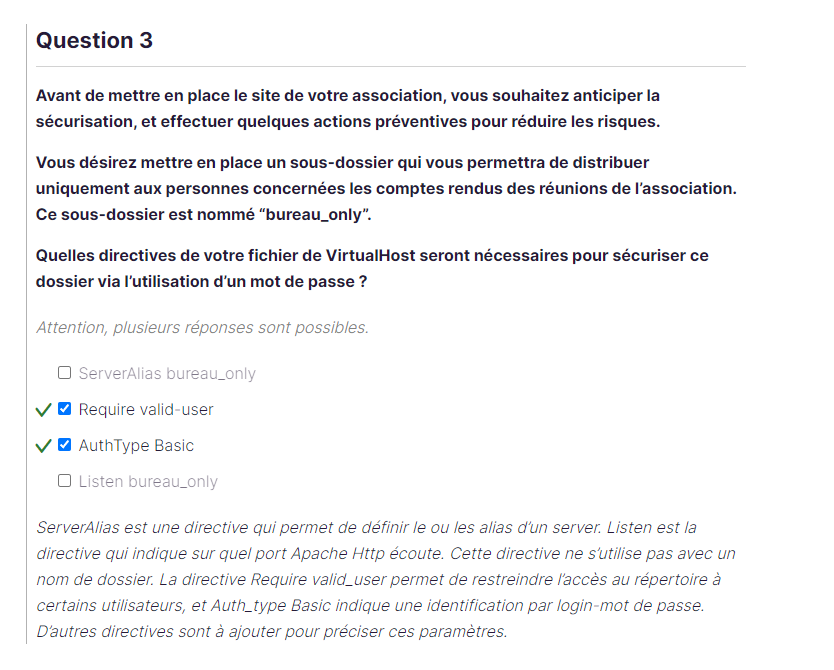 Question 3
Avant de mettre en place le site de votre association, vous souhaitez anticiper la
sécurisation, et effectuer quelques actions préventives pour réduire les risques.
Vous désirez mettre en place un sous-dossier qui vous permettra de distribuer
uniquement aux personnes concernées les comptes rendus des réunions de l’association.
Ce sous-dossier est nommé “bureau_only”.
Quelles directives de votre fichier de VirtualHost seront nécessaires pour sécuriser ce
dossier via l’utilisation d’un mot de passe ?
Attention, plusieurs réponses sont possibles.
ServerAlias bureau_only
Require valid-user
AuthType Basic
Listen bureau_only
ServerAlias est une directive qui permet de définir le ou les alias d’un server. Listen est la
directive qui indique sur quel port Apache Http écoute. Cette directive ne s’utilise pas avec un
nom de dossier. La directive Require valid_user permet de restreindre l’accès au répertoire à
certains utilisateurs, et Auth_type Basic indique une identification par login-mot de passe.
D’autres directives sont à ajouter pour préciser ces paramètres.